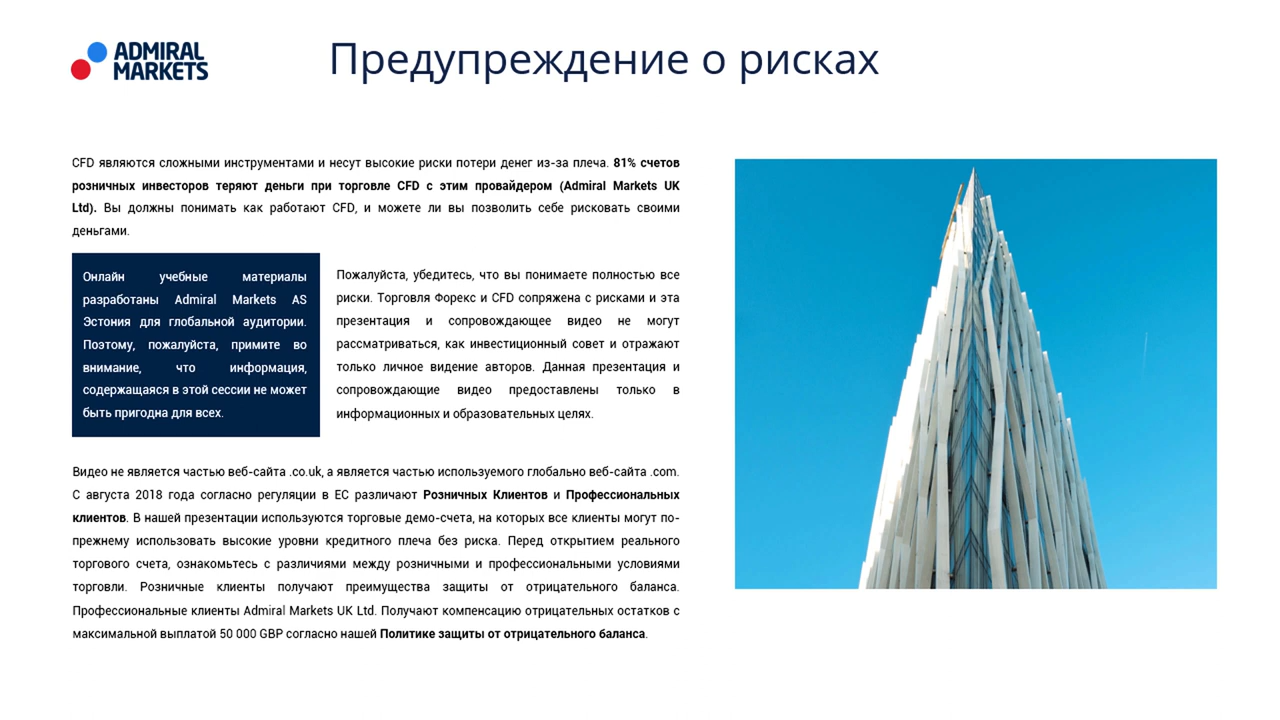 ADMIRAL
MARKETS
Предупреждение о рисках
CFD являются сложными инструментами и несут высокие риски потери денег из-за плеча. 81% счетов
розничных инвесторов теряют деньги при торговле CFD с этим провайдером (Admiral Markets UK
Ltd). Вы должны понимать как работают CFD, и можете ли вы позволить себе рисковать своими
деньгами.
Онлайн учебные материалы
разработаны Admiral Markets AS
Эстония для глобальной аудитории.
Поэтому, пожалуйста, примите во
внимание, что информация,
содержащаяся в этой сессии не может
быть пригодна для всех.
Пожалуйста, убедитесь, что вы понимаете полностью все
риски. Торговля Форекс и CFD сопряжена с рисками и эта
презентация и сопровождающее видео не могут
рассматриваться, как инвестиционный совет и отражают
только личное видение авторов. Данная презентация и
сопровождающие видео предоставлены только в
информационных и образовательных целях.
Видео не является частью веб-сайта .co.uk, а является частью используемого глобально веб-сайта .com.
С августа 2018 года согласно регуляции в ЕС различают Розничных Клиентов и Профессиональных
клиентов. В нашей презентации используются торговые демо-счета, на которых все клиенты могут по-
прежнему использовать высокие уровни кредитного плеча без риска. Перед открытием реального
торгового счета, ознакомьтесь с различиями между розничными и профессиональными условиями
торговли. Розничные клиенты получают преимущества защиты от отрицательного баланса.
Профессиональные клиенты Admiral Markets UK Ltd. Получают компенсацию отрицательных остатков с
максимальной выплатой 50 000 GBP согласно нашей Политике защиты от отрицательного баланса.